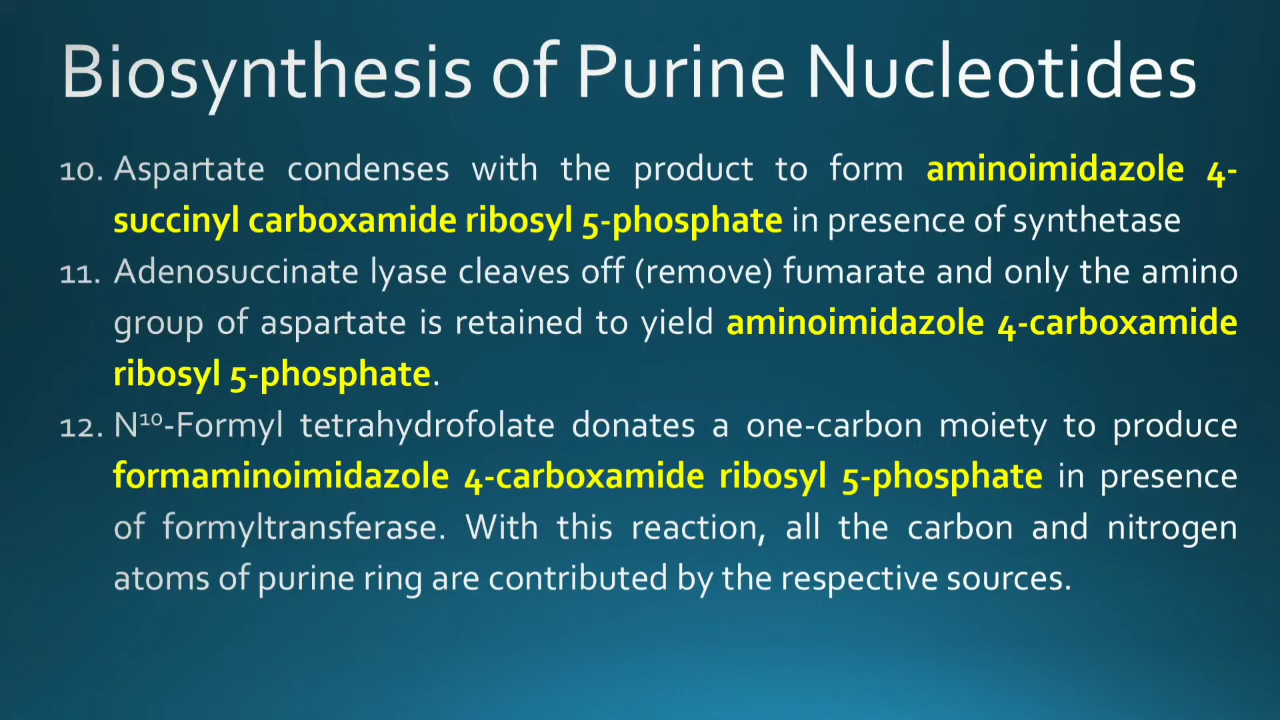 Biosynthesis of Purine Nucleotides
10. Aspartate condenses with the product to form aminoimidazole 4-
succinyl carboxamide ribosyl 5-phosphate in presence of synthetase
11. Adenosuccinate lyase cleaves off (remove) fumarate and only the amino
group of aspartate is retained to yield aminoimidazole 4-carboxamide
ribosyl 5-phosphate.
12. N¹⁰-Formyl tetrahydrofolate donates a one-carbon moiety to produce
formaminoimidazole 4-carboxamide ribosyl 5-phosphate in presence
of formyltransferase. With this reaction, all the carbon and nitrogen
atoms of purine ring are contributed by the respective sources.